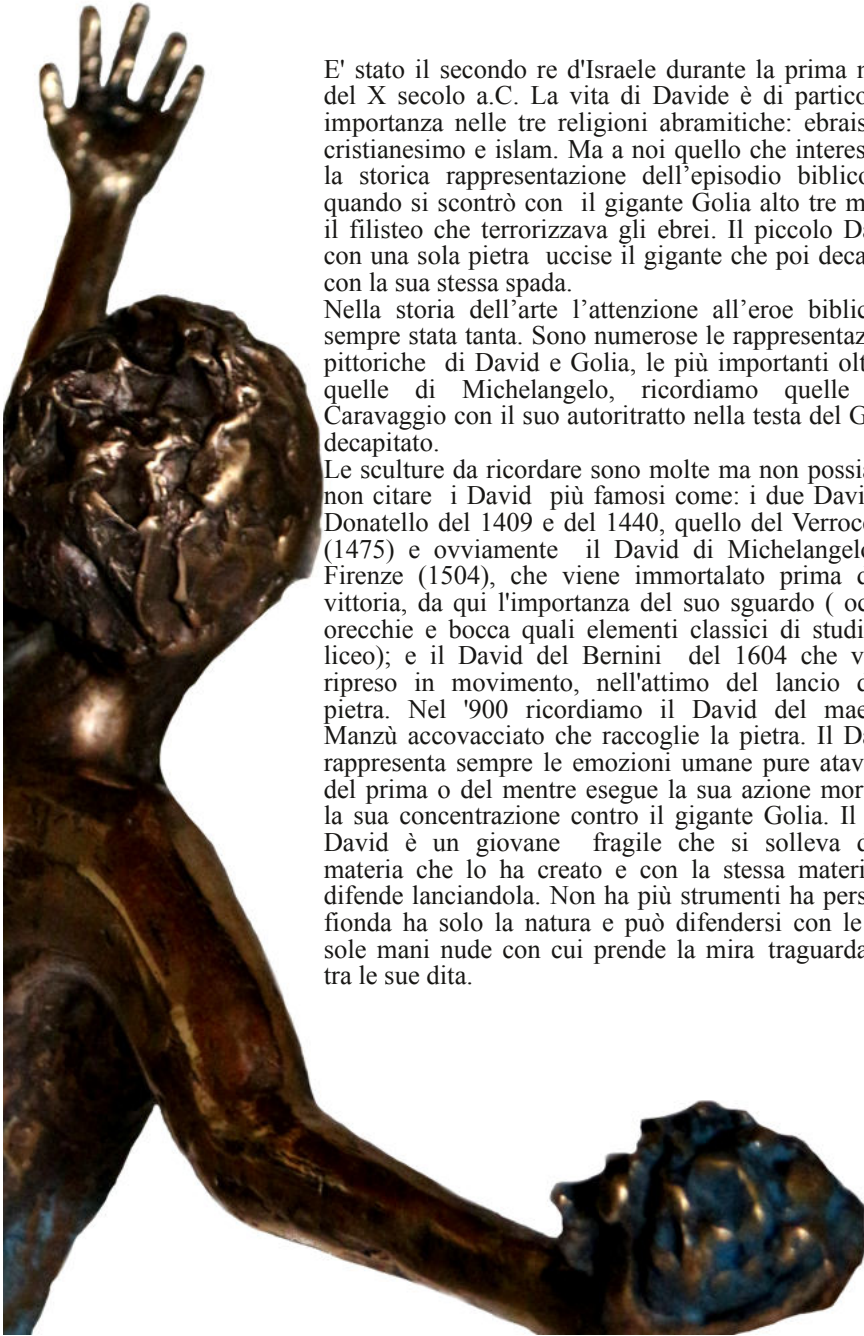 E' stato il secondo re d'Israele durante la prima
del X secolo a.C. La vita di Davide è di partico
importanza nelle tre religioni abramitiche: ebrais
cristianesimo e islam. Ma a noi quello che interes
la storica rappresentazione dell’episodio biblico
quando si scontrò con il gigante Golia alto tre m
il filisteo che terrorizzava gli ebrei. Il piccolo Da
con una sola pietra uccise il gigante che poi deca
con la sua stessa spada.
Nella storia dell’arte l’attenzione all’eroe biblic
sempre stata tanta. Sono numerose le rappresentaz
pittoriche di David e Golia, le più importanti olt
quelle di Michelangelo, ricordiamo quelle
Caravaggio con il suo autoritratto nella testa del G
decapitato.
Le sculture da ricordare sono molte ma non possia
non citare i David più famosi come: i due Davi
Donatello del 1409 e del 1440, quello del Verroc
(1475) e ovviamente il David di Michelangelo
Firenze (1504), che viene immortalato prima d
vittoria, da qui l'importanza del suo sguardo ( oc
orecchie e bocca quali elementi classici di studi
liceo); e il David del Bernini del 1604 che v
ripreso in movimento, nell'attimo del lancio d
pietra. Nel '900 ricordiamo il David del mae
Manzù accovacciato che raccoglie la pietra. Il Da
rappresenta sempre le emozioni umane pure atav
del prima o del mentre esegue la sua azione mor
la sua concentrazione contro il gigante Golia. Il
David è un giovane fragile che si solleva d
materia che lo ha creato e con la stessa materi
difende lanciandola. Non ha più strumenti ha pers
fionda ha solo la natura e può difendersi con le
sole mani nude con cui prende la mira traguarda
tra le sue dita.